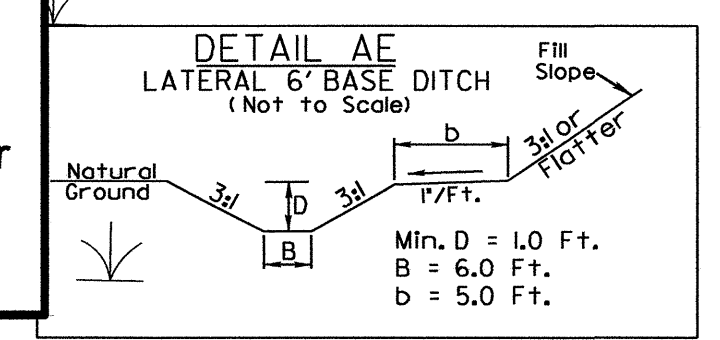 DETAIL AE
LATERAL 6' BASE DITCH
(Not to Scale)
Fill
Slope
r
Natural
Ground
3:1
D
B
3:1
b
1"/Ft.
3:1 or
Flatter
Min. D = 1.0 Ft.
B = 6.0 Ft.
b = 5.0 Ft.